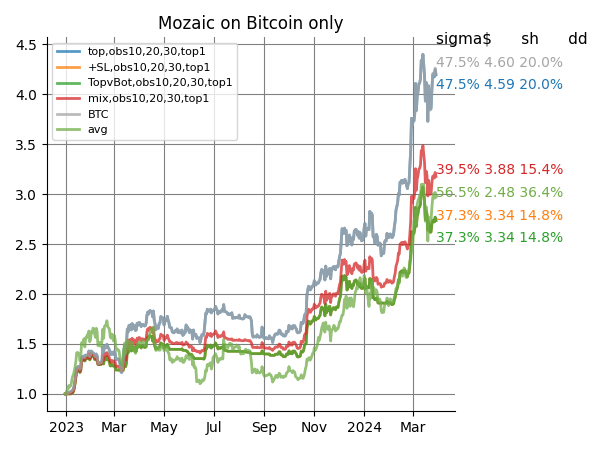 Mozaic on Bitcoin only
sigma$ sh dd
4.5
top,obs10,20,30,top1
+SL,obs10,20,30,top1
TopvBot,obs10,20,30,top1
mix,obs10,20,30,top1
BTC
avg
47.5% 4.60 20.0%
47.5% 4.59 20.0%
4.0
3.5
39.5% 3.88 15.4%
3.0
56.5% 2.48 36.4%
37.3% 3.34 14.8%
37.3% 3.34 14.8%
2.5
2.0
1.5
1.0
2023 Mar May Jul Sep Nov 2024 Mar